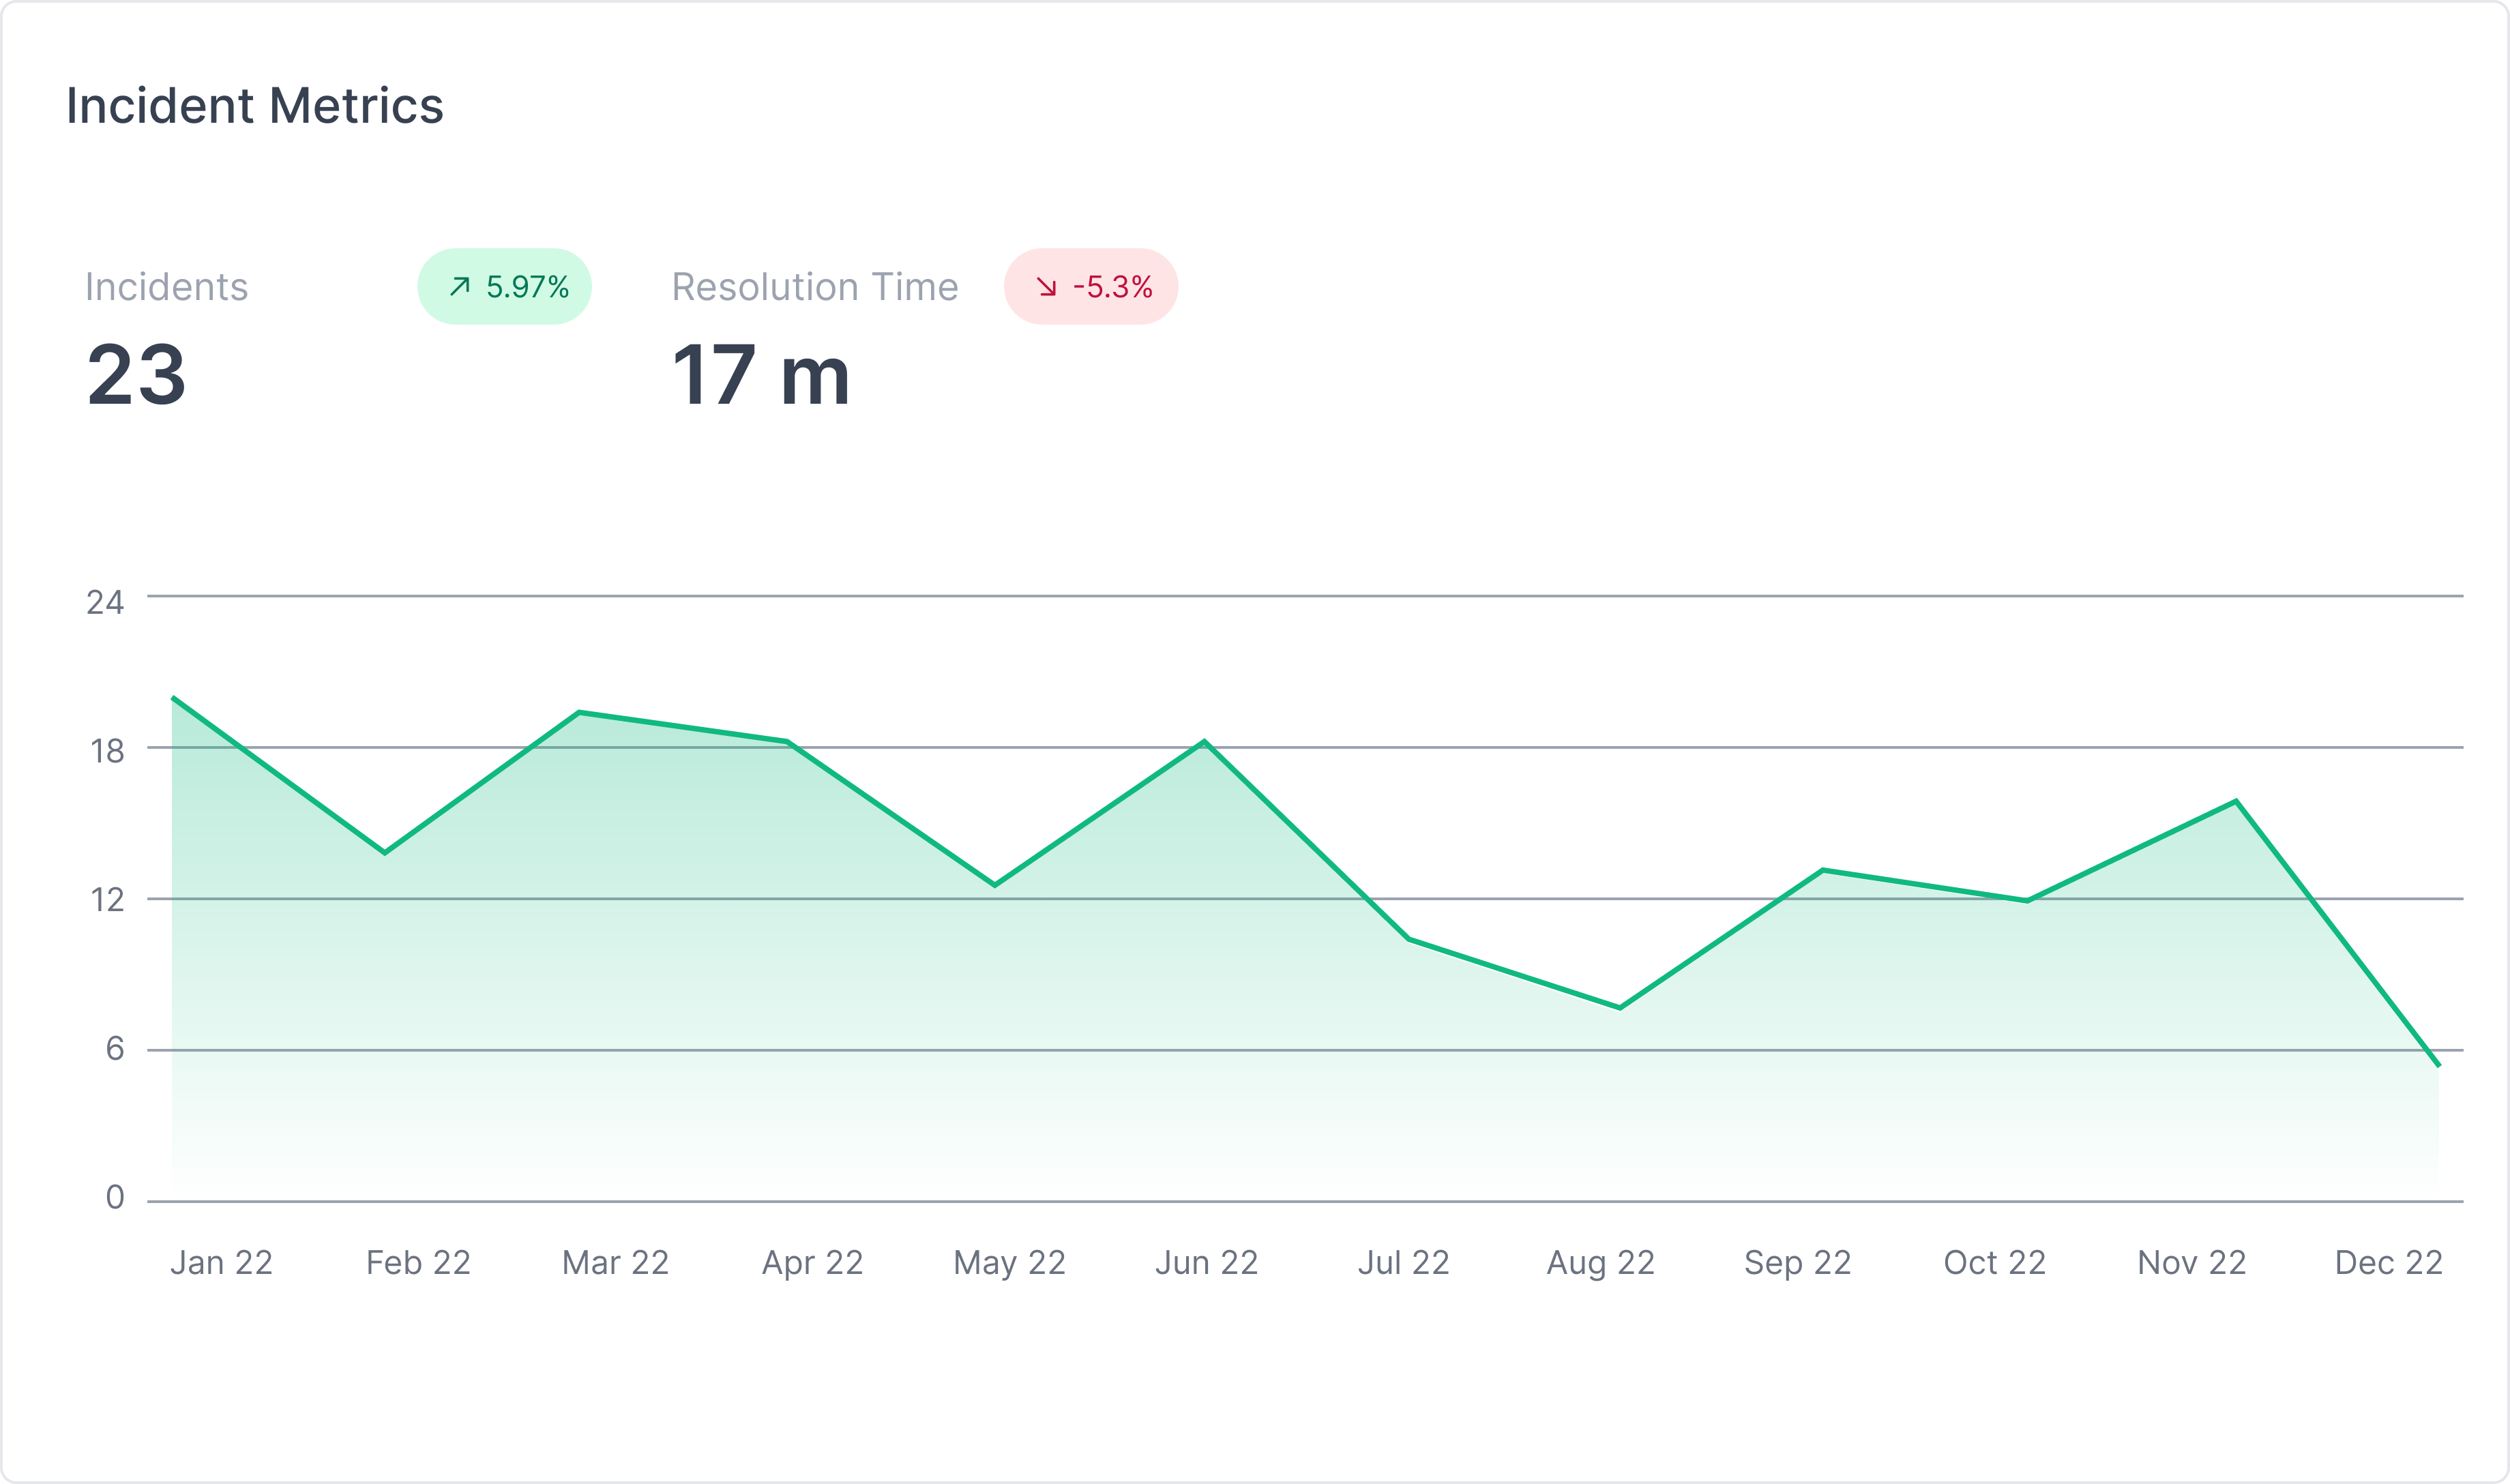 Incident Metrics
Incidents 5.97% Resolution Time -5.3%
23 17 m
24
18
12
6
0
Jan 22 Feb 22 Mar 22 Apr 22 May 22 Jun 22 Jul 22 Aug 22 Sep 22 Oct 22 Nov 22 Dec 22